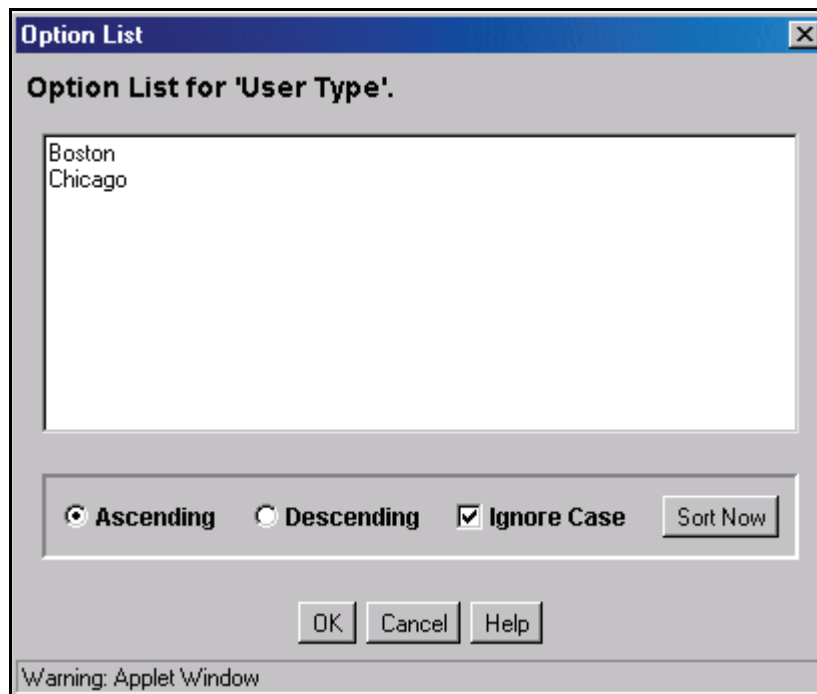 Option List
Option List for 'User Type'.
Boston
Chicago
Ascending Descending Ignore Case Sort Now
OK Cancel Help
Warning: Applet Window